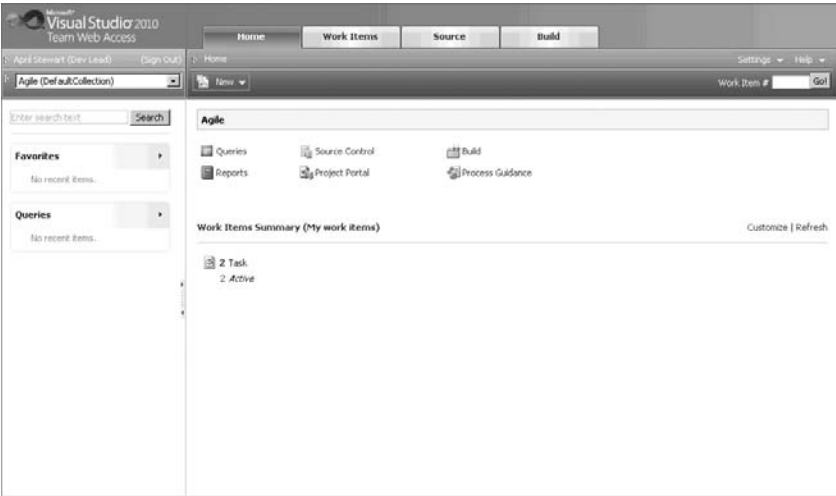 Microsoft®
Visual Studio 2010
Team Web Access
Home
Work Items
Source
Build
April Stewart (Dev Lead)
(Sign Out)
Home
Settings
Help
Agile (DefaultCollection)
New
Work Item #
Go!
Enter search text
Search
Agile
Favorites
No recent items.
Queries
No recent items.
Queries
Source Control
Build
Reports
Project Portal
Process Guidance
Work Items Summary (My work items)
Customize | Refresh
2 Task
2 Active